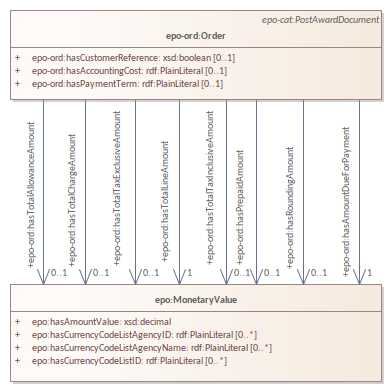 epo-cat:PostAwardDocument
epo-ord:Order
+ epo-ord:hasCustomerReference: xsd:boolean [0..1]
+ epo-ord:hasAccountingCost: rdf:PlainLiteral [0..1]
+ epo-ord:hasPaymentTerm: rdf:PlainLiteral [0..1]
+epo-ord:hasTotalAllowanceAmount
+epo-ord:hasTotalChargeAmount
+epo-ord:hasTotalTaxExclusiveAmount
+epo-ord:hasTotalLineAmount
+epo-ord:hasTotalTaxInclusiveAmount
+epo-ord:hasPrepaidAmount
+epo-ord:hasRoundingAmount
+epo-ord:hasAmountDueForPayment
0..1 0..1 0..1 1 0..1 0..1 0..1 1
epo:MonetaryValue
+ epo:hasAmountValue: xsd:decimal
+ epo:hasCurrencyCodeListAgencyID: rdf:PlainLiteral [0..*]
+ epo:hasCurrencyCodeListAgencyName: rdf:PlainLiteral [0..*]
+ epo:hasCurrencyCodeListID: rdf:PlainLiteral [0..*]